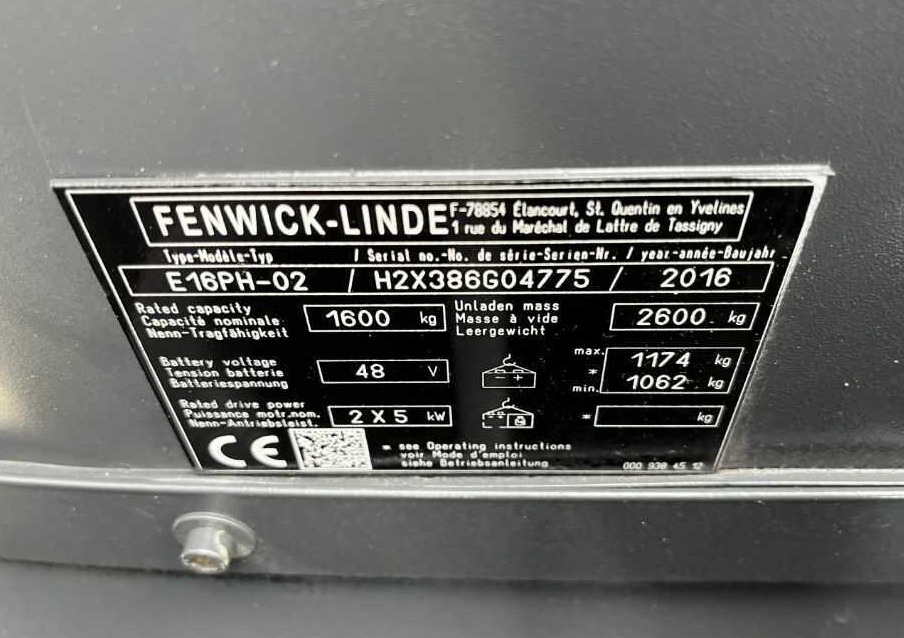 FENWICK-LINDE
F-78854 Élancourt, St. Quentin en Yvelines
1 rue du Maréchal de Lattre de Tassigny
Type-Modèle-Typ / Serial no.-No. de série-Serien-Nr. / year-année-Baujahr
E16PH-02 / H2X386G04775 / 2016
Rated capacity
Capacité nominale
Nenn-Tragfähigkeit
1600 kg
Unladen mass
Masse à vide
Leergewicht
2600 kg
Battery voltage
Tension batterie
Batteriespannung
48 V
max. 1174 kg
*
min. 1062 kg
Rated drive power
Puissance motr.nom.
Nenn-Antriebsleist.
2 X 5 kW
- +
* kg
CE
* = see Operating instructions
voir Mode d'emploi
siehe Betriebsanleitung
000 938 45 12